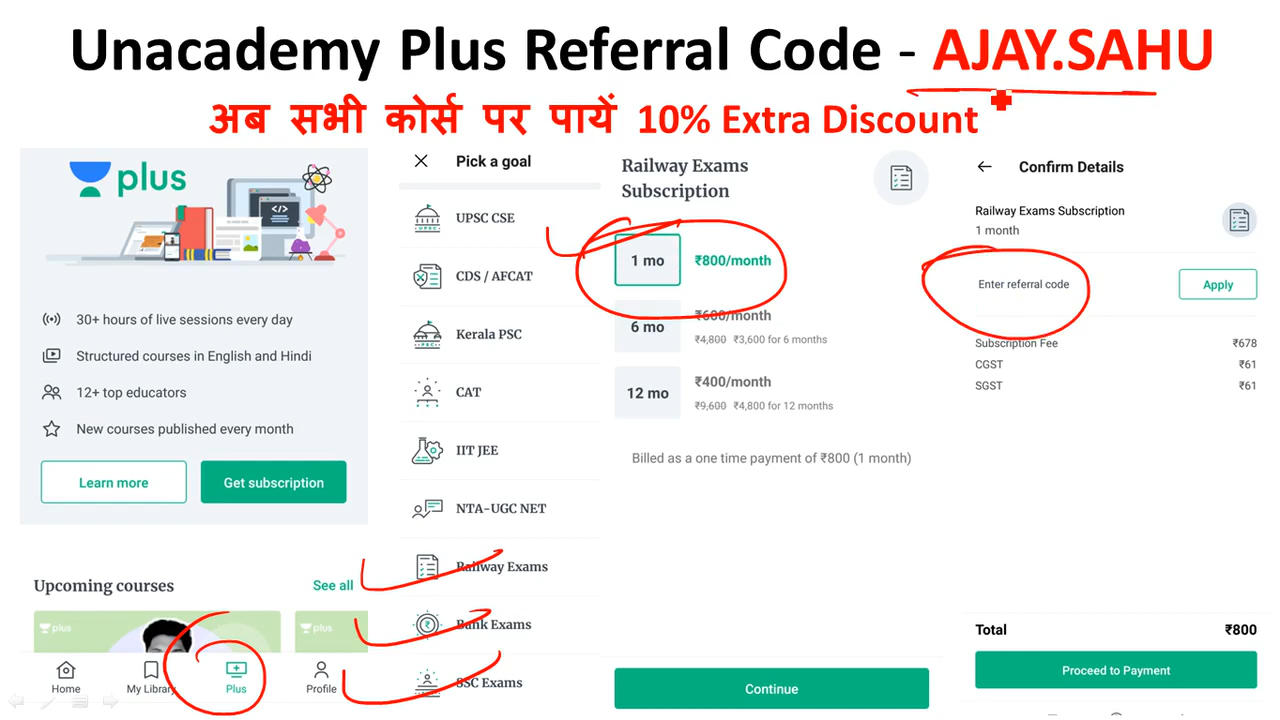 Unacademy Plus Referral Code - AJAY.SAHU
अब सभी कोर्स पर पायें 10% Extra Discount
plus
30+ hours of live sessions every day
Structured courses in English and Hindi
12+ top educators
New courses published every month
Learn more
Get subscription
Upcoming courses
See all
plus
plus
Home
My Library
Plus
Profile
Pick a goal
UPSC CSE
CDS / AFCAT
Kerala PSC
CAT
IIT JEE
NTA-UGC NET
Railway Exams
Bank Exams
SSC Exams
Railway Exams
Subscription
1 mo
₹800/month
6 mo
₹600/month
₹4,800 ₹3,600 for 6 months
12 mo
₹400/month
₹9,600 ₹4,800 for 12 months
Billed as a one time payment of ₹800 (1 month)
Continue
Confirm Details
Railway Exams Subscription
1 month
Enter referral code
Apply
Subscription Fee ₹678
CGST ₹61
SGST ₹61
Total ₹800
Proceed to Payment